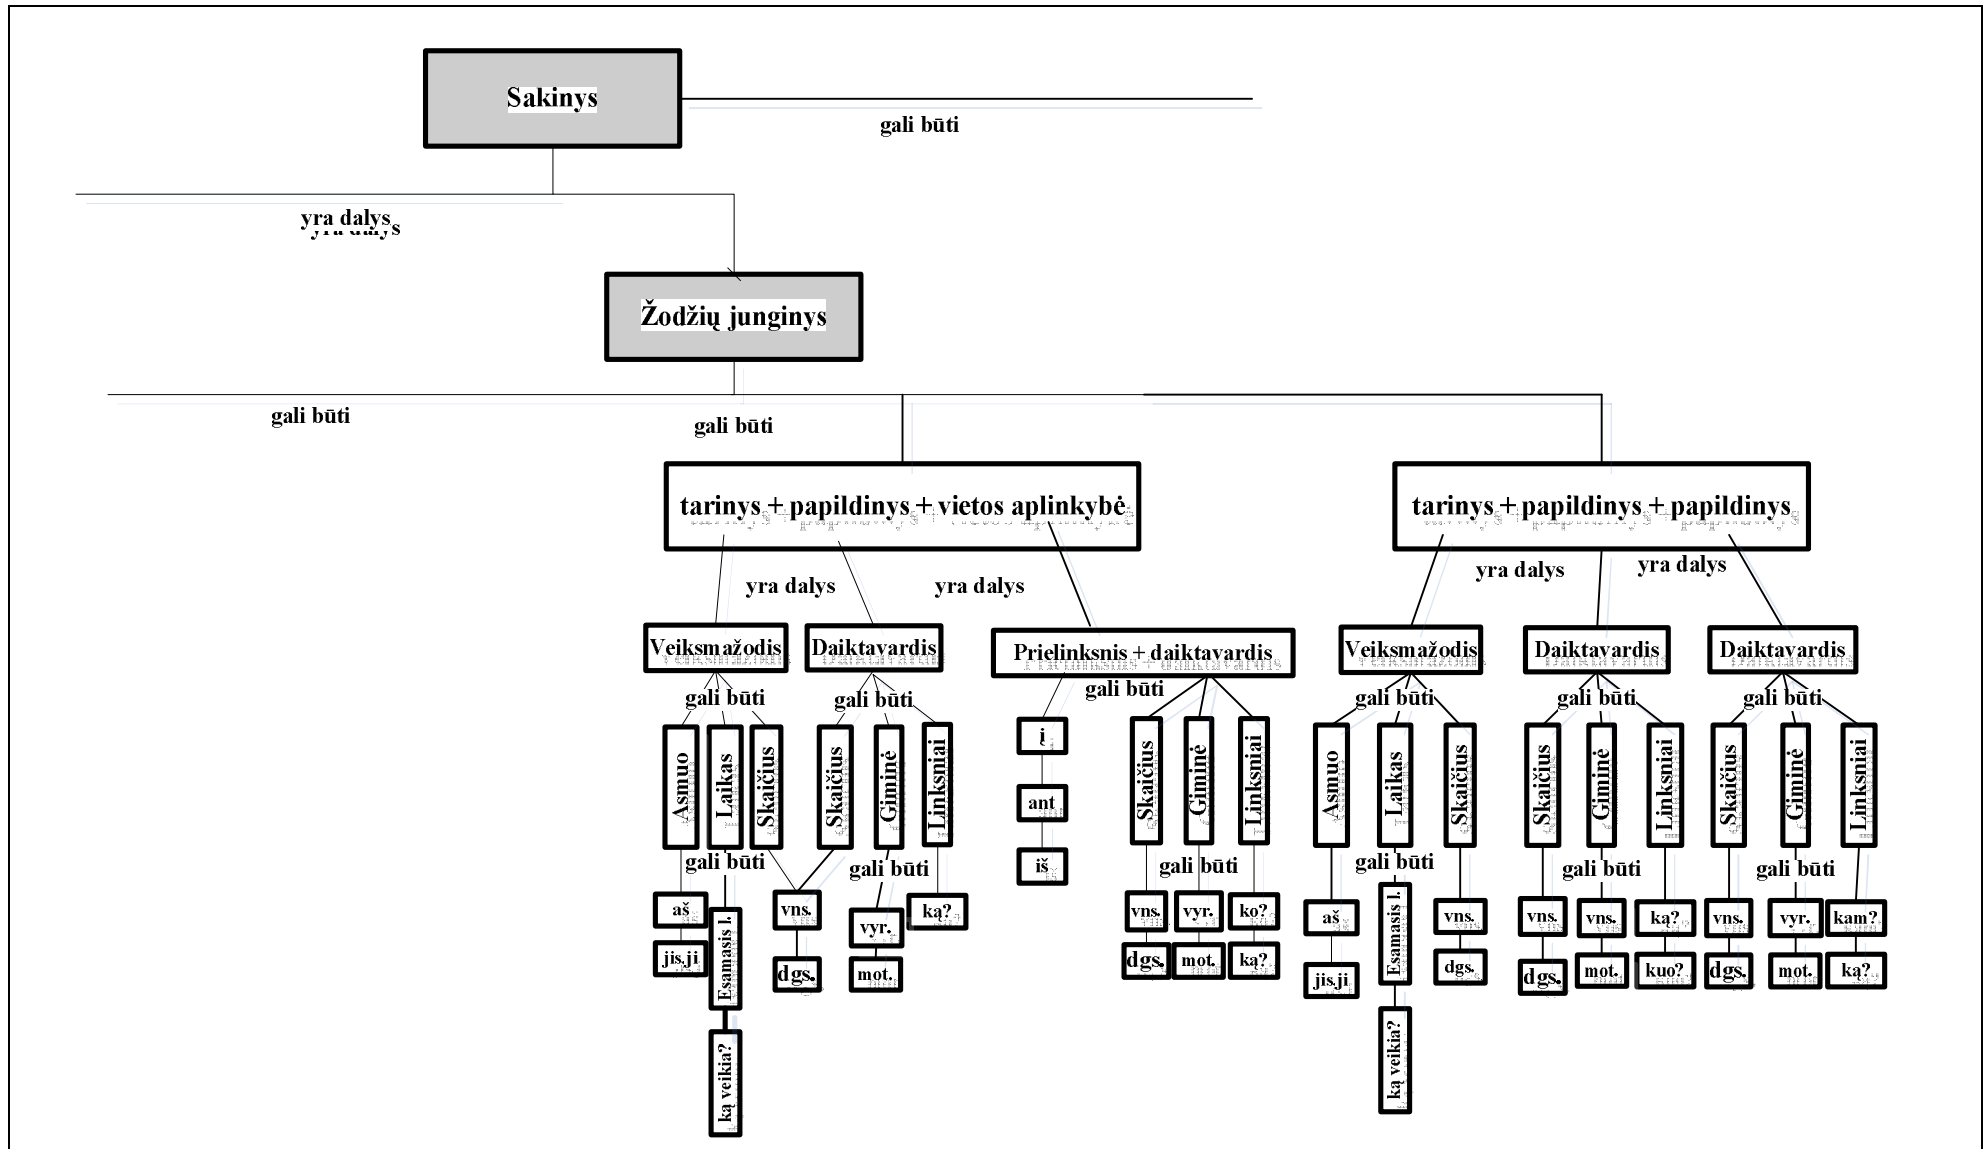 Sakinys
gali būti
yra dalys
Žodžių junginys
gali būti
gali būti
tarinys + papildinys + vietos aplinkybė
tarinys + papildinys + papildinys
yra dalys
yra dalys
yra dalys
yra dalys
Veiksmažodis
Daiktavardis
Prielinksnis + daiktavardis
Veiksmažodis
Daiktavardis
Daiktavardis
gali būti
gali būti
gali būti
gali būti
gali būti
gali būti
Asmuo
Laikas
Skaičius
Skaičius
Giminė
Linksniai
į
ant
iš
Skaičius
Giminė
Linksniai
Asmuo
Laikas
Skaičius
Skaičius
Giminė
Linksniai
Skaičius
Giminė
Linksniai
gali būti
gali būti
gali būti
gali būti
gali būti
gali būti
aš
jis.ji
Esamasis l.
ką veikia?
vns.
dgs.
vyr.
mot.
ką?
vns.
dgs.
vyr.
mot.
ko?
ką?
aš
jis.ji
Esamasis l.
ką veikia?
vns.
dgs.
vns.
dgs.
vns.
mot.
ką?
kuo?
vns.
dgs.
vyr.
mot.
kam?
ką?